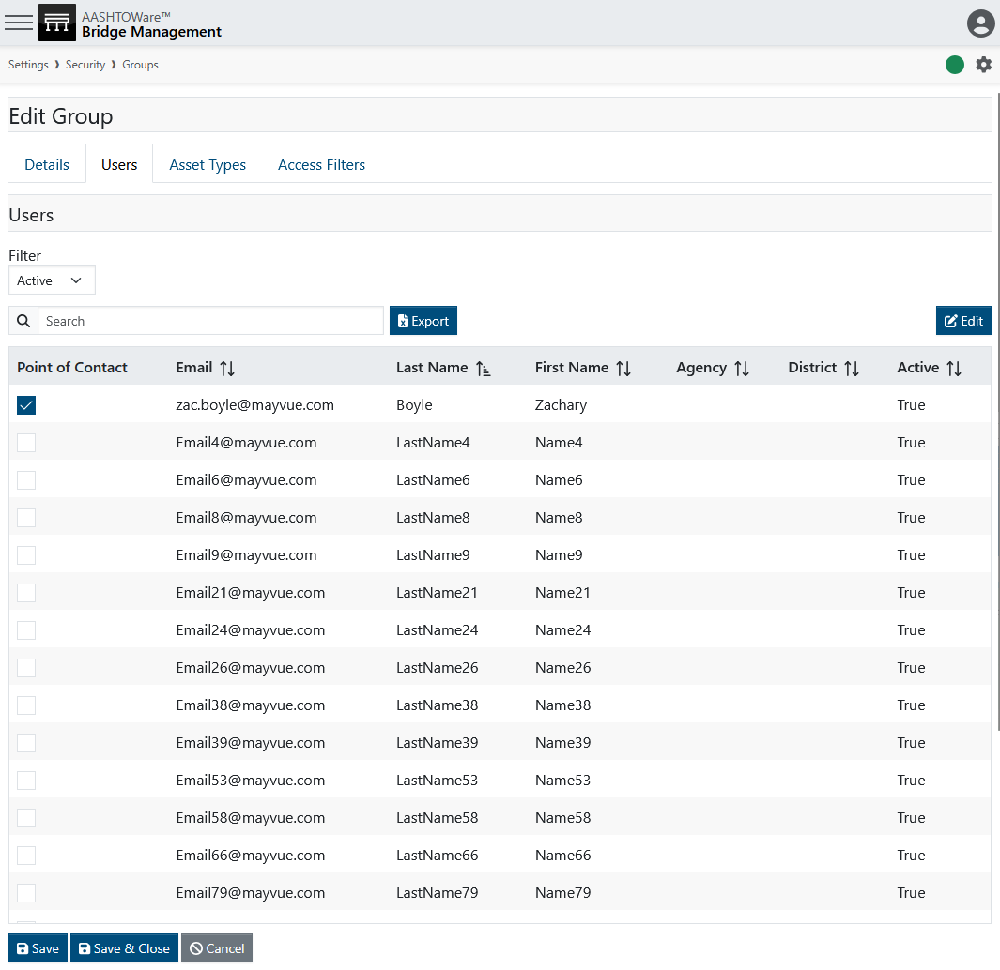 AASHTOWare™
Bridge Management
Settings › Security › Groups
Edit Group
Details Users Asset Types Access Filters
Users
Filter
Active
Search Export Edit
Point of Contact Email Last Name First Name Agency District Active
zac.boyle@mayvue.com Boyle Zachary True
Email4@mayvue.com LastName4 Name4 True
Email6@mayvue.com LastName6 Name6 True
Email8@mayvue.com LastName8 Name8 True
Email9@mayvue.com LastName9 Name9 True
Email21@mayvue.com LastName21 Name21 True
Email24@mayvue.com LastName24 Name24 True
Email26@mayvue.com LastName26 Name26 True
Email38@mayvue.com LastName38 Name38 True
Email39@mayvue.com LastName39 Name39 True
Email53@mayvue.com LastName53 Name53 True
Email58@mayvue.com LastName58 Name58 True
Email66@mayvue.com LastName66 Name66 True
Email79@mayvue.com LastName79 Name79 True
Save Save & Close Cancel